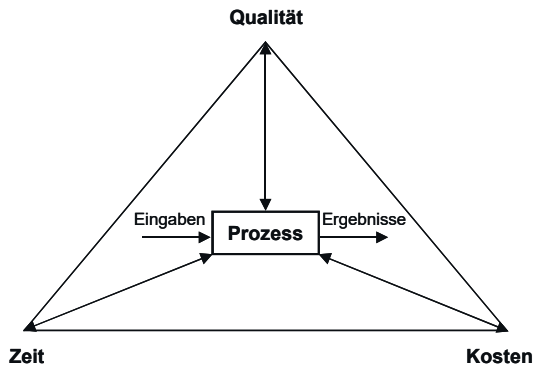 Qualität
Eingaben
Ergebnisse
Prozess
Zeit
Kosten